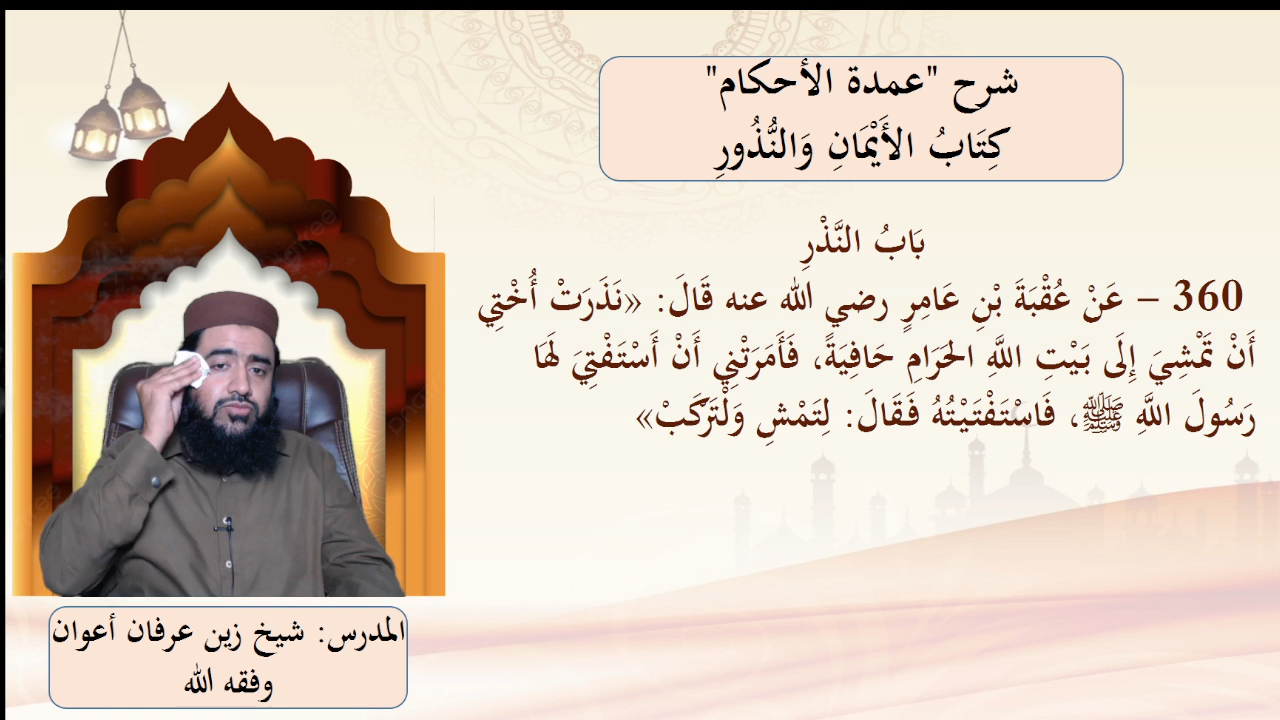 شرح "عمدة الأحكام"
كِتَابُ الأَيْمَانِ وَالنُّذُورِ
بَابُ النَّذْرِ
360 – عَنْ عُقْبَةَ بْنِ عَامِرٍ رضي الله عنه قَالَ: «نَذَرَتْ أُخْتِي
أَنْ تَمْشِيَ إِلَى بَيْتِ اللَّهِ الحَرَامِ حَافِيَةً، فَأَمَرَتْنِي أَنْ أَسْتَفْتِيَ لَهَا
رَسُولَ اللَّهِ ﷺ، فَاسْتَفْتَيْتُهُ فَقَالَ: لِتَمْشِ وَلْتَرْكَبْ»
المدرس: شيخ زين عرفان أعوان
وفقه الله